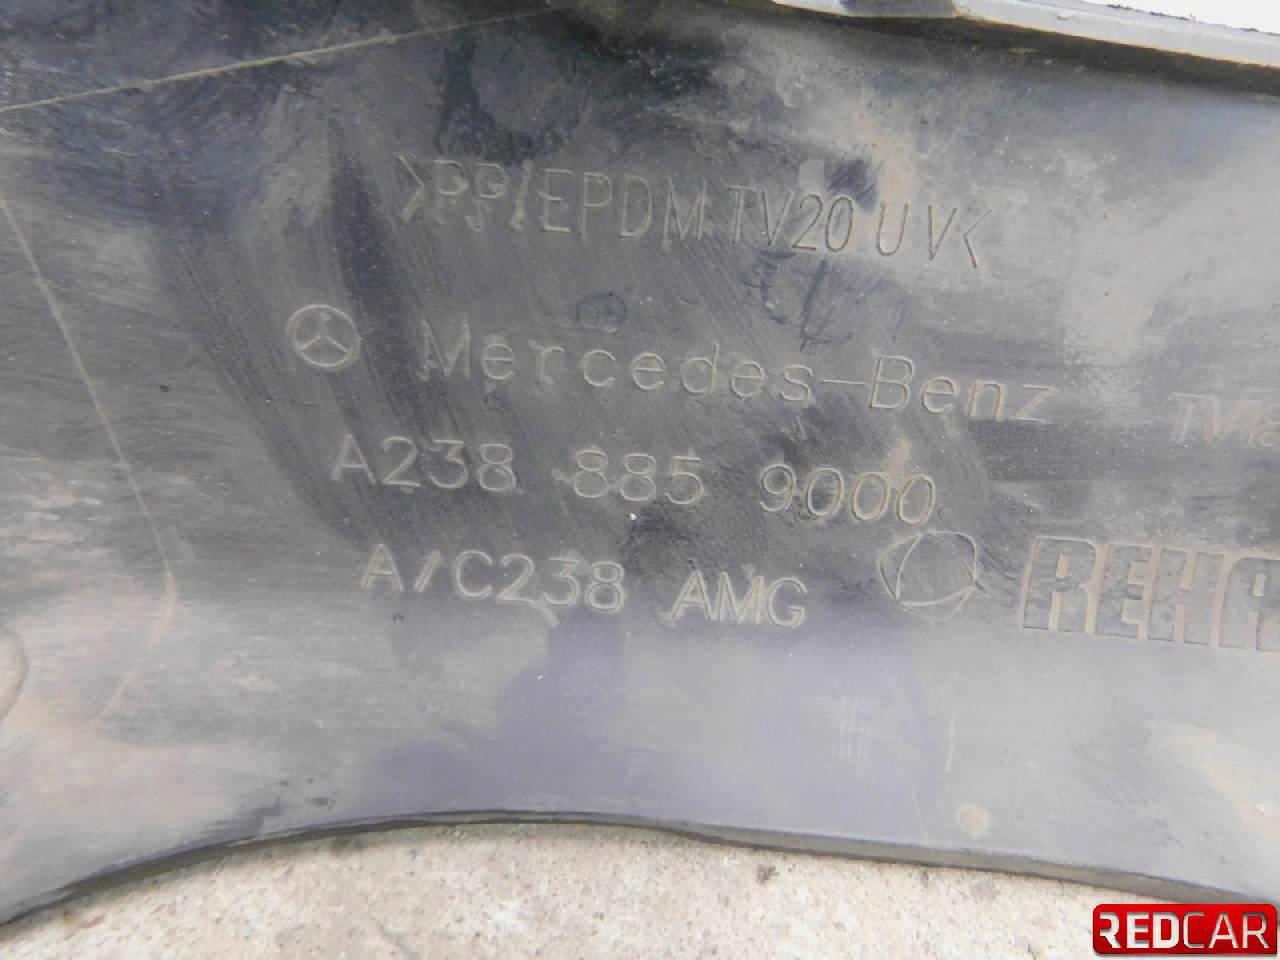 >PP/EPDM TV20 UV<
Mercedes-Benz
A238 885 9000
A/C238 AMG
REDCAR